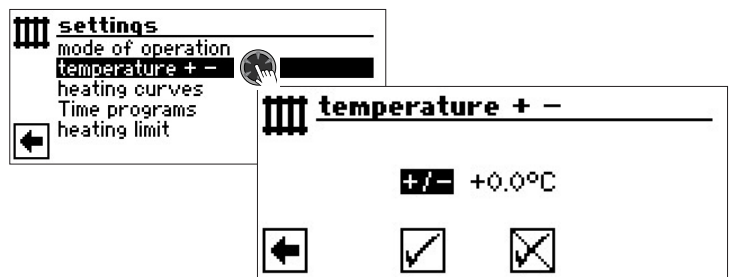 settings
mode of operation
temperature + −
heating curves
Time programs
heating limit
temperature + −
+/− +0.0°C